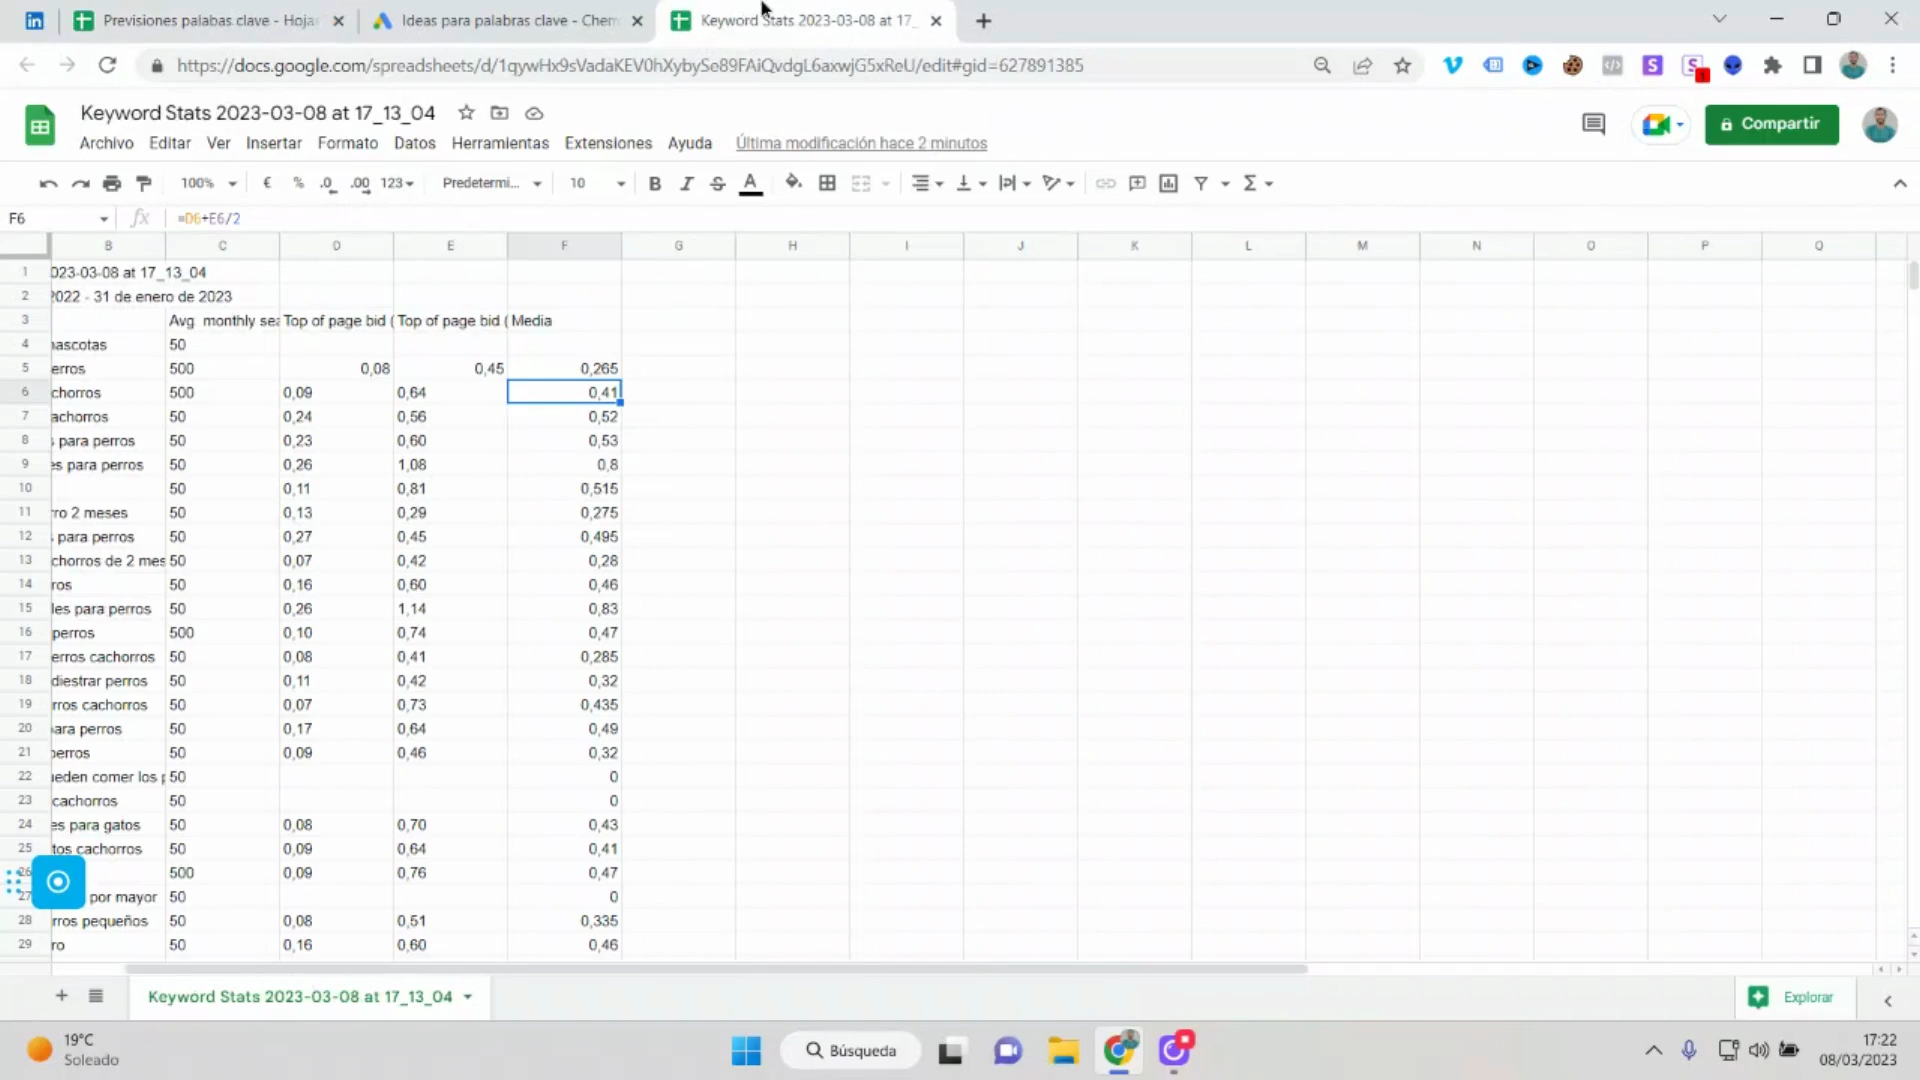 Previsiones palabas clave - Hoja
Ideas para palabras clave - Chem
Keyword Stats 2023-03-08 at 17_
https://docs.google.com/spreadsheets/d/1qywHx9sVadaKEV0hXybySe89FAiQvdgL6axwjG5xReU/edit#gid=627891385
Keyword Stats 2023-03-08 at 17_13_04
Archivo Editar Ver Insertar Formato Datos Herramientas Extensiones Ayuda Última modificación hace 2 minutos
Compartir
100% € % .0 .00 123 Predetermi... 10
F6 =D6+E6/2
B C D E F G H I J K L M N O P Q
1 023-03-08 at 17_13_04
2 2022 - 31 de enero de 2023
3 Avg monthly sea Top of page bid ( Top of page bid ( Media
4 nascotas 50
5 erros 500 0,08 0,45 0,265
6 chorros 500 0,09 0,64 0,41
7 achorros 50 0,24 0,56 0,52
8 para perros 50 0,23 0,60 0,53
9 es para perros 50 0,26 1,08 0,8
10 50 0,11 0,81 0,515
11 ro 2 meses 50 0,13 0,29 0,275
12 para perros 50 0,27 0,45 0,495
13 chorros de 2 mes 50 0,07 0,42 0,28
14 ros 50 0,16 0,60 0,46
15 les para perros 50 0,26 1,14 0,83
16 perros 500 0,10 0,74 0,47
17 erros cachorros 50 0,08 0,41 0,285
18 diestrar perros 50 0,11 0,42 0,32
19 rros cachorros 50 0,07 0,73 0,435
20 ara perros 50 0,17 0,64 0,49
21 perros 50 0,09 0,46 0,32
22 ueden comer los p 50 0
23 cachorros 50 0
24 es para gatos 50 0,08 0,70 0,43
25 tos cachorros 50 0,09 0,64 0,41
26 500 0,09 0,76 0,47
27 por mayor 50 0
28 rros pequeños 50 0,08 0,51 0,335
29 ro 50 0,16 0,60 0,46
Keyword Stats 2023-03-08 at 17_13_04
Explorar
19°C
Soleado
Búsqueda
17:22
08/03/2023